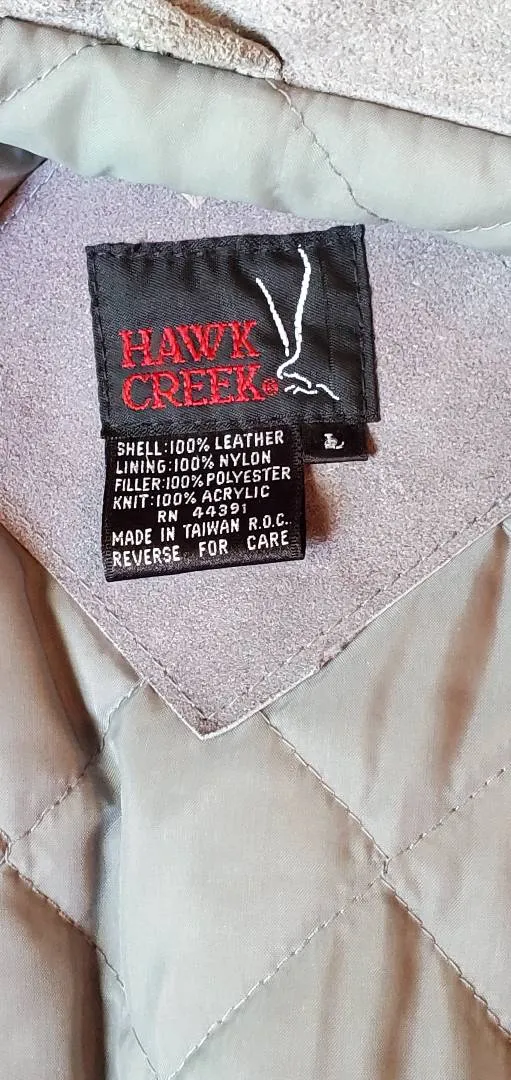 HAWK
CREEK®
L
SHELL:100% LEATHER
LINING:100% NYLON
FILLER:100% POLYESTER
KNIT:100% ACRYLIC
RN 44391
MADE IN TAIWAN R.O.C.
REVERSE FOR CARE